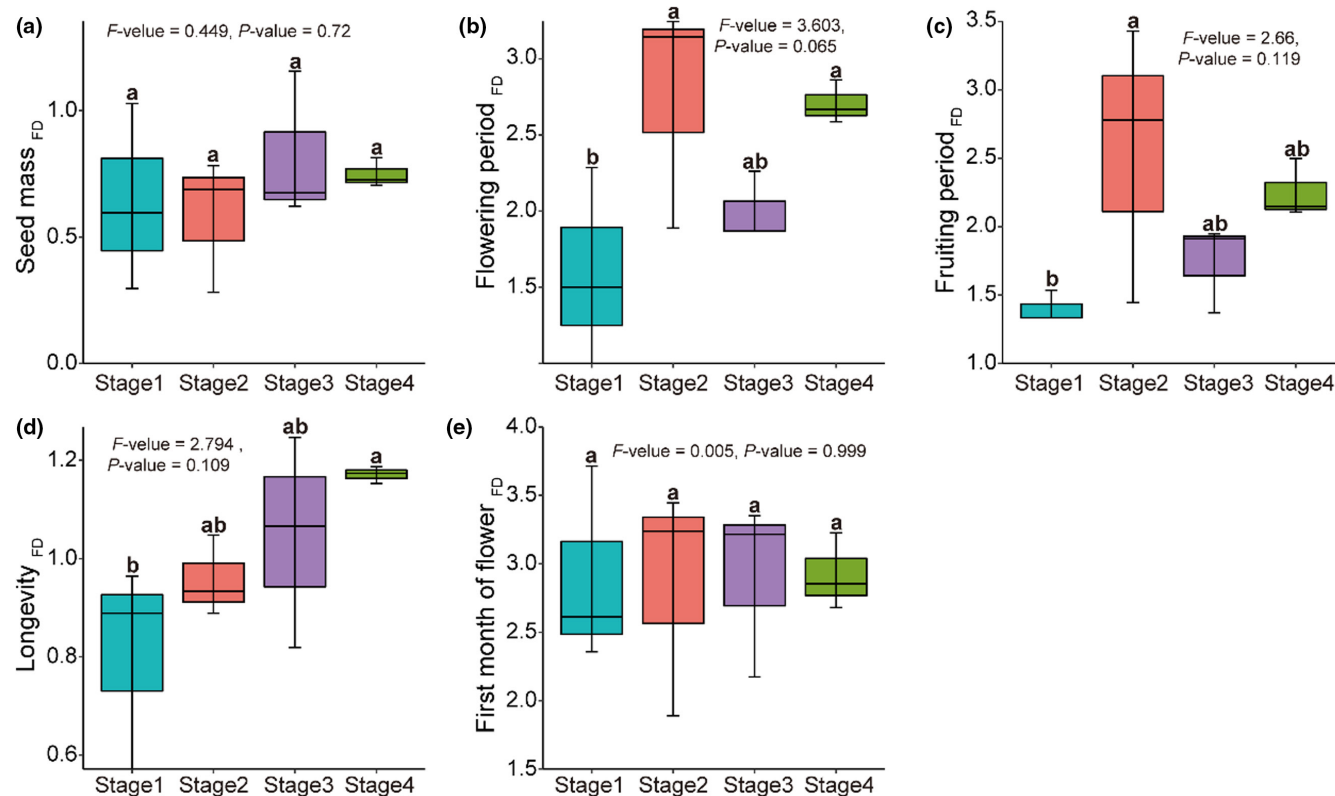 (a)
F-velue = 0.449, P-value = 0.72
a
a
a
a
1.0
0.5
0.0
Seed mass FD
Stage1 Stage2 Stage3 Stage4
(b)
F-velue = 3.603,
P-value = 0.065
b
a
ab
a
3.0
2.5
2.0
1.5
Flowering period FD
Stage1 Stage2 Stage3 Stage4
(c)
F-velue = 2.66,
P-value = 0.119
b
a
ab
ab
3.5
3.0
2.5
2.0
1.5
1.0
Fruiting period FD
Stage1 Stage2 Stage3 Stage4
(d)
F-velue = 2.794 ,
P-value = 0.109
b
ab
ab
a
1.2
1.0
0.8
0.6
Longevity FD
Stage1 Stage2 Stage3 Stage4
(e)
F-velue = 0.005, P-value = 0.999
a
a
a
a
4.0
3.5
3.0
2.5
2.0
1.5
First month of flower FD
Stage1 Stage2 Stage3 Stage4